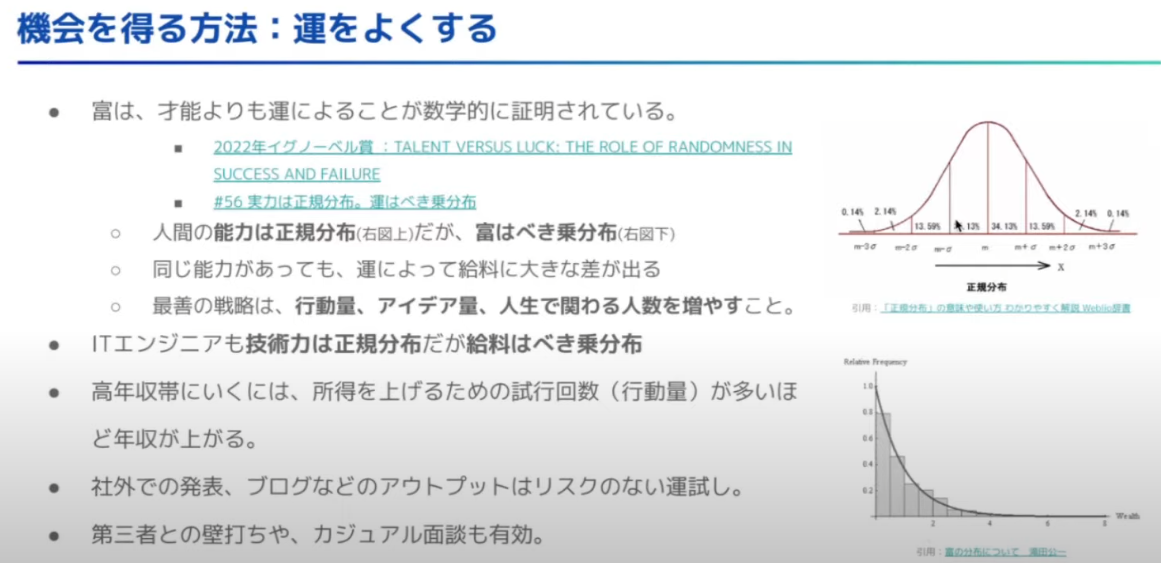 機会を得る方法：運をよくする
● 富は、才能よりも運によることが数学的に証明されている。
■ 2022年イグノーベル賞 ：TALENT VERSUS LUCK: THE ROLE OF RANDOMNESS IN
SUCCESS AND FAILURE
■ #56 実力は正規分布。運はべき乗分布
○ 人間の能力は正規分布(右図上)だが、富はべき乗分布(右図下)
○ 同じ能力があっても、運によって給料に大きな差が出る
○ 最善の戦略は、行動量、アイデア量、人生で関わる人数を増やすこと。
● ITエンジニアも技術力は正規分布だが給料はべき乗分布
● 高年収帯にいくには、所得を上げるための試行回数（行動量）が多いほ
ど年収が上がる。
● 社外での発表、ブログなどのアウトプットはリスクのない運試し。
● 第三者との壁打ちや、カジュアル面談も有効。
0.14% 2.14% 13.59% .13% 34.13% 13.59% 2.14% 0.14%
m-3σ m-2σ m-σ m m+σ m+2σ m+3σ
X
正規分布
引用：「正規分布」の意味や使い方 わかりやすく解説 Weblio辞書
Relative Frequency
1.0
0.8
0.6
0.4
0.2
2 4 6 8 Wealth
引用：富の分布について 湯田公一